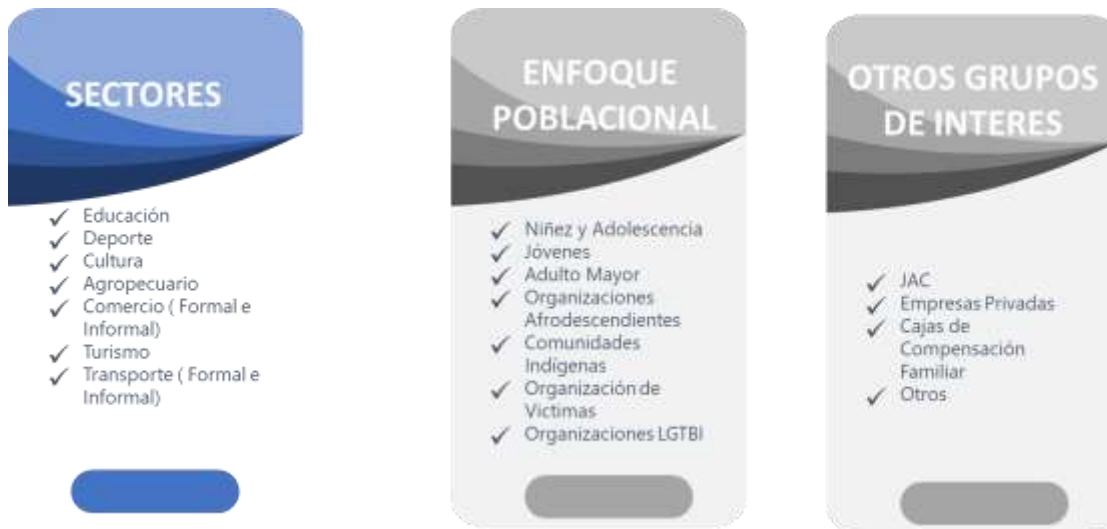 SECTORES
✓ Educación
✓ Deporte
✓ Cultura
✓ Agropecuario
✓ Comercio ( Formal e
Informal)
✓ Turismo
✓ Transporte ( Formal e
Informal)
ENFOQUE
POBLACIONAL
✓ Niñez y Adolescencia
✓ Jóvenes
✓ Adulto Mayor
✓ Organizaciones
Afrodescendientes
✓ Comunidades
Indígenas
✓ Organización de
Victimas
✓ Organizaciones LGTBI
OTROS GRUPOS
DE INTERES
✓ JAC
✓ Empresas Privadas
✓ Cajas de
Compensación
Familiar
✓ Otros